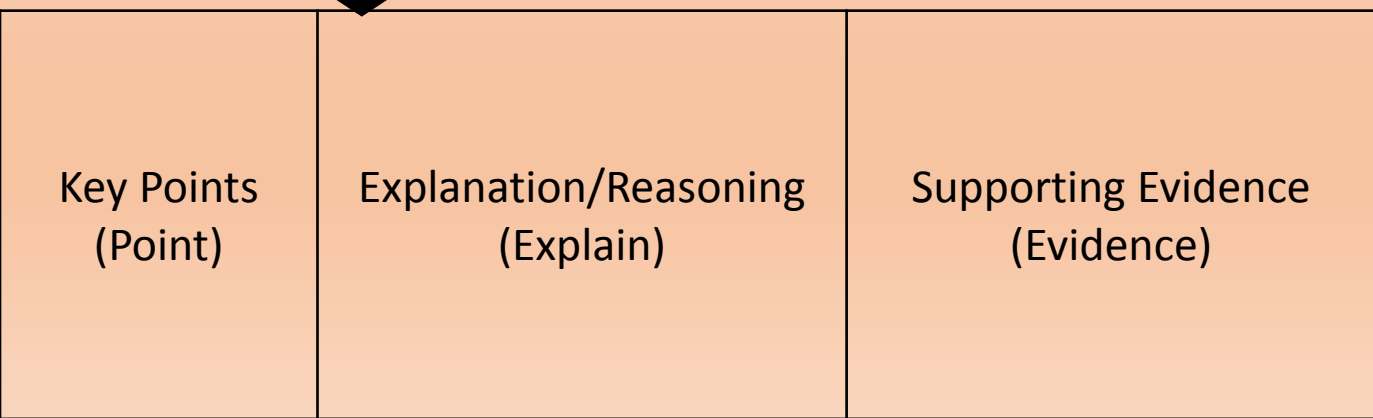 Key Points
(Point)
Explanation/Reasoning
(Explain)
Supporting Evidence
(Evidence)